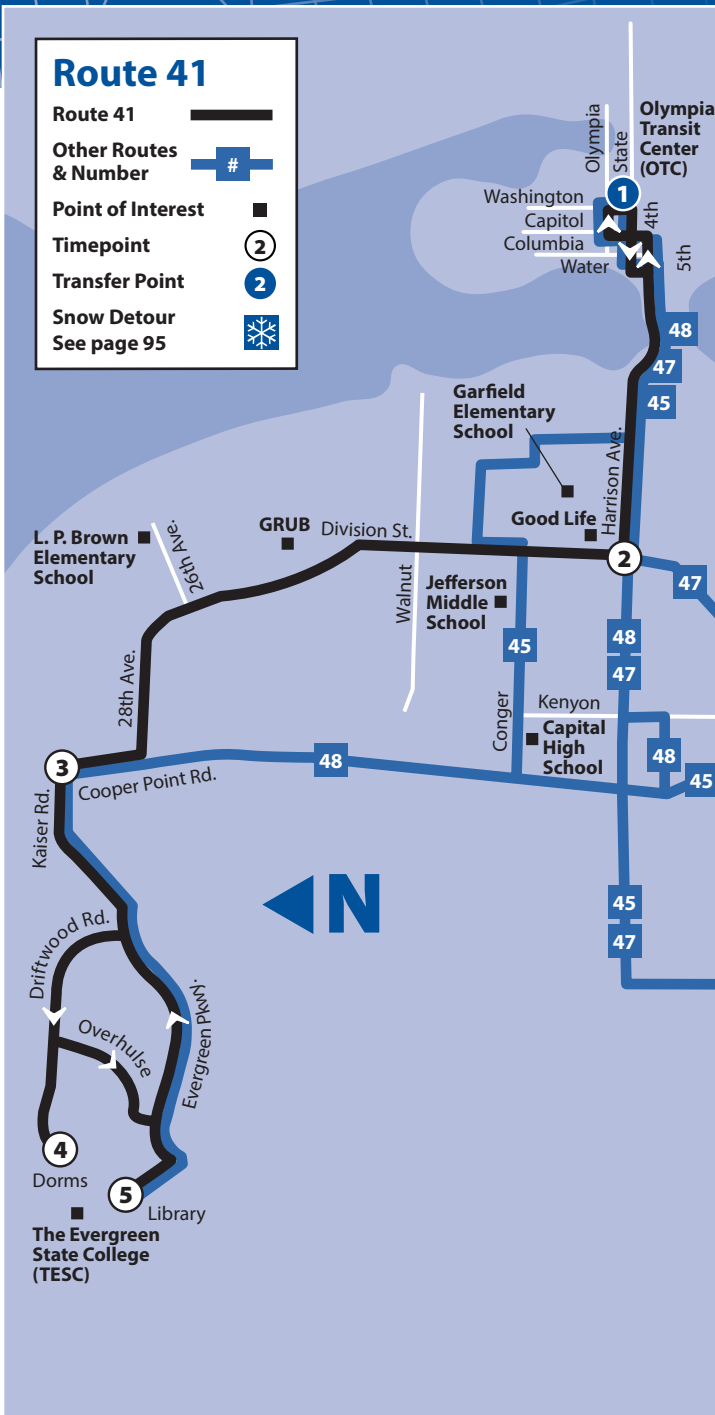 Route 41
Route 41
Other Routes
& Number
#
Point of Interest
Timepoint
2
Transfer Point
2
Snow Detour
See page 95
Olympia
State
Olympia
Transit
Center
(OTC)
1
Washington
Capitol
Columbia
Water
4th
5th
48
47
45
Garfield
Elementary
School
Harrison Ave.
Good Life
2
L. P. Brown
Elementary
School
26th Ave.
GRUB
Division St.
Walnut
Jefferson
Middle
School
47
45
48
47
28th Ave.
Conger
Kenyon
Capital
High
School
48
45
3
Cooper Point Rd.
48
Kaiser Rd.
N
45
47
Driftwood Rd.
Overhulse
Evergreen Pkwy.
4
Dorms
5
Library
The Evergreen
State College
(TESC)